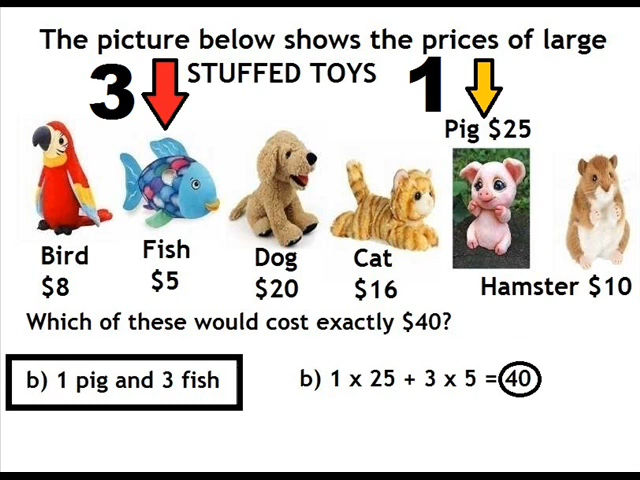 The picture below shows the prices of large
3 STUFFED TOYS 1
Pig $25
Bird
$8
Fish
$5
Dog
$20
Cat
$16
Hamster $10
Which of these would cost exactly $40?
b) 1 pig and 3 fish
b) 1 x 25 + 3 x 5 = 40